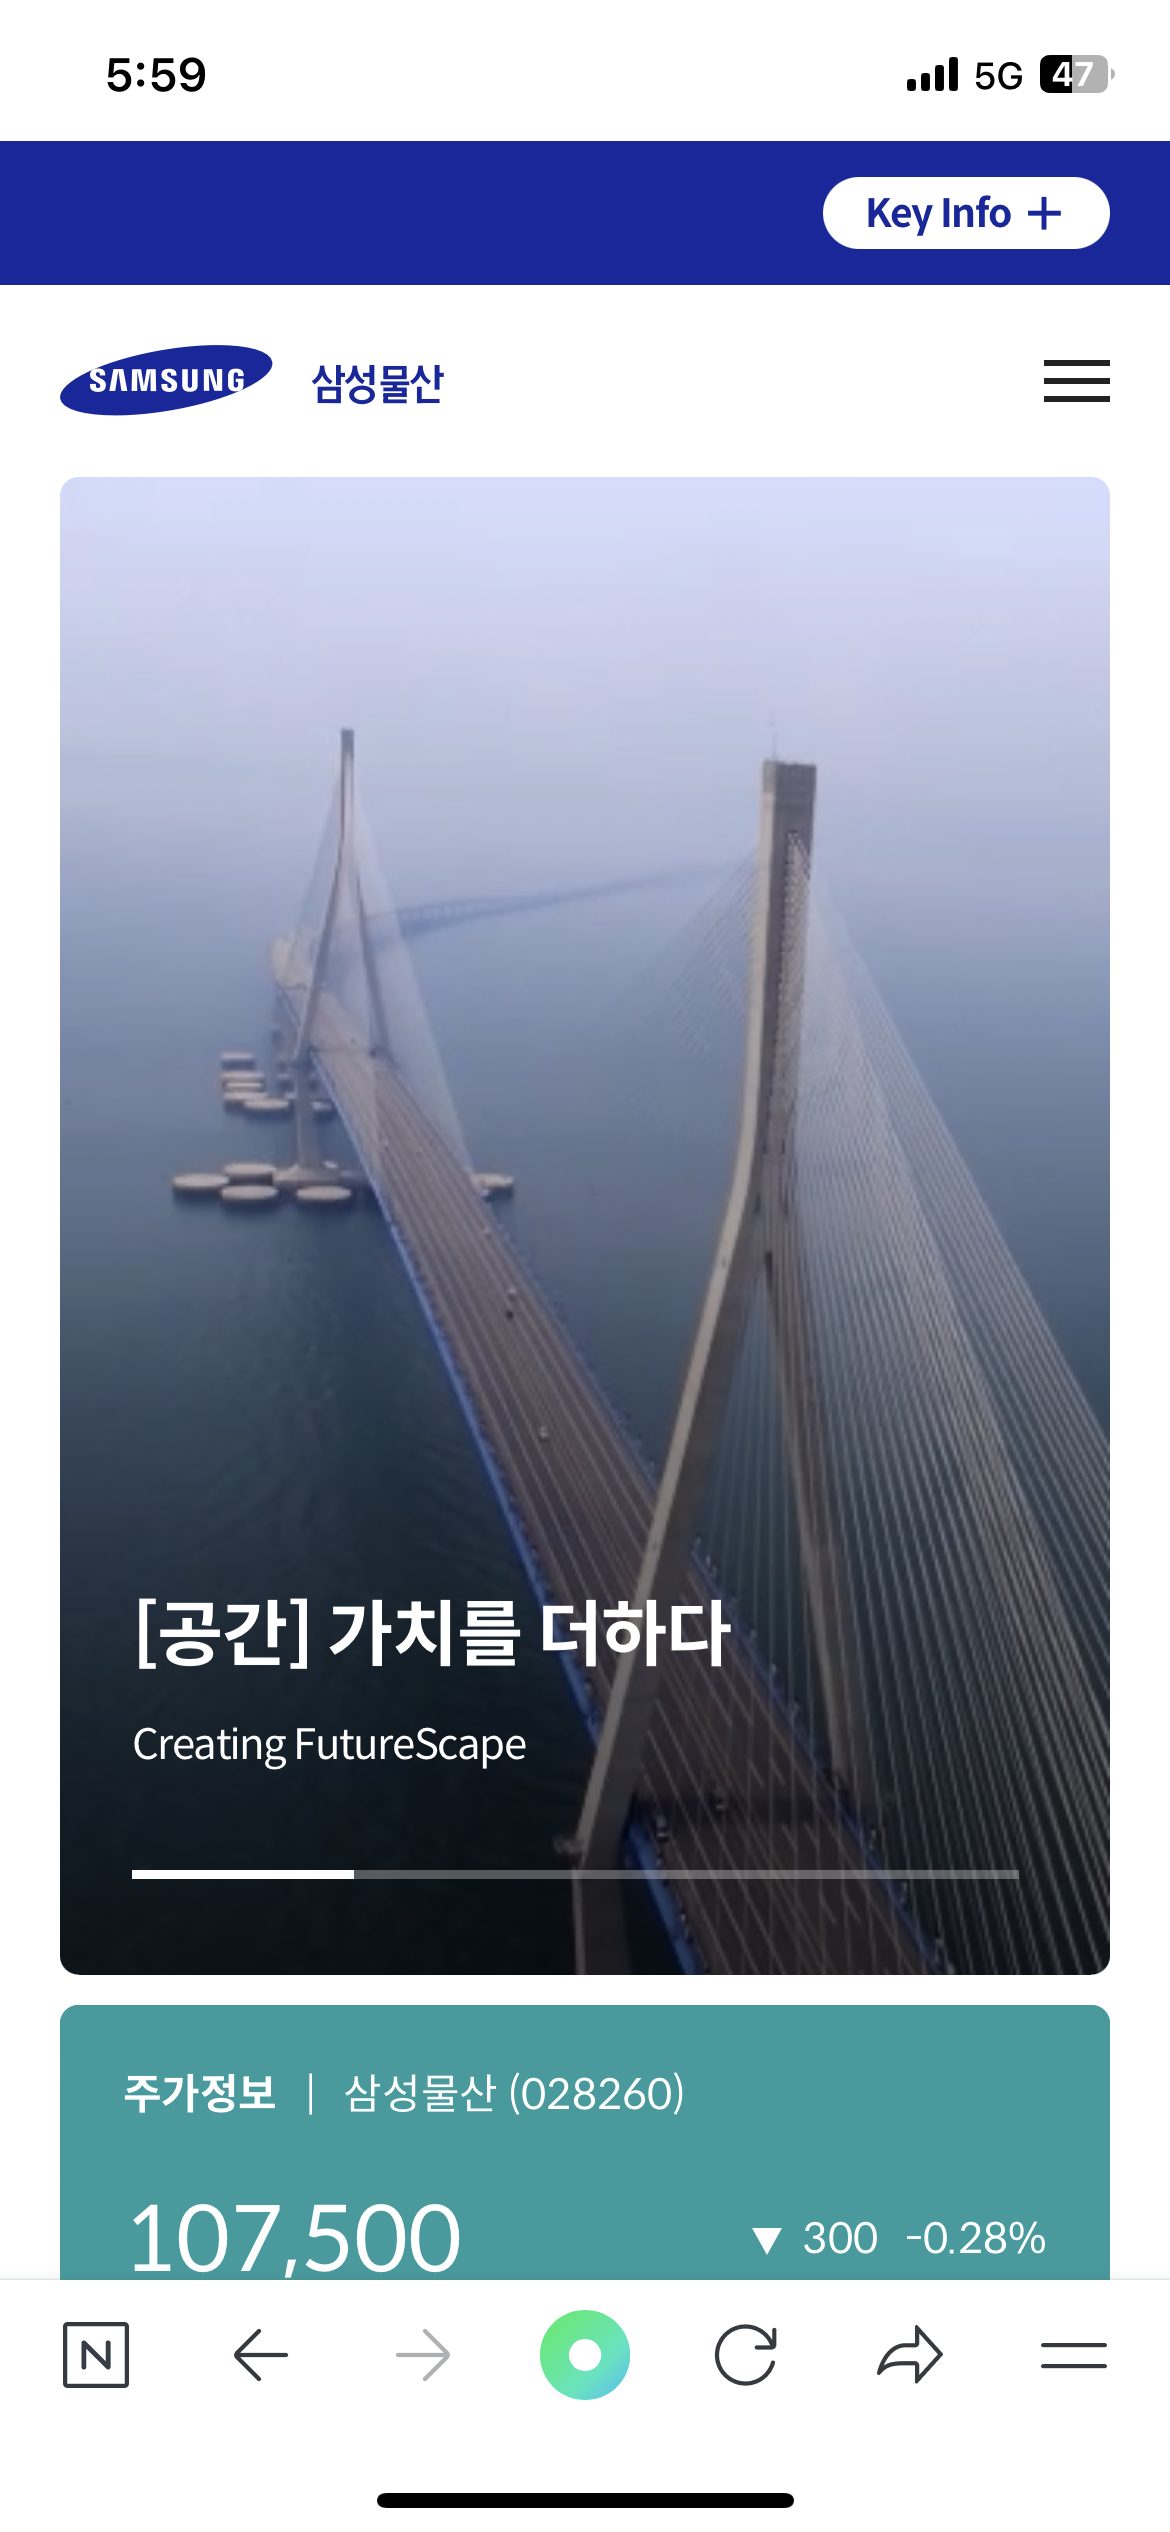 5:59 5G 47
Key Info +
SAMSUNG 삼성물산
[공간] 가치를 더하다
Creating FutureScape
주가정보 | 삼성물산 (028260)
107,500 ▼ 300 -0.28%
N